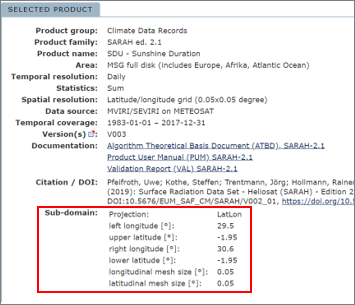 SELECTED PRODUCT
Product group: Climate Data Records
Product family: SARAH ed. 2.1
Product name: SDU - Sunshine Duration
Area: MSG full disk (includes Europe, Afrika, Atlantic Ocean)
Temporal resolution: Daily
Statistics: Sum
Spatial resolution: Latitude/longitude grid (0.05x0.05 degree)
Data source: MVIRI/SEVIRI on METEOSAT
Temporal coverage: 1983-01-01 – 2017-12-31
Version(s) : V003
Documentation: Algorithm Theoretical Basis Document (ATBD), SARAH-2.1
Product User Manual (PUM) SARAH-2.1
Validation Report (VAL) SARAH-2.1
Citation / DOI: Pfeifroth, Uwe; Kothe, Steffen; Trentmann, Jörg; Hollmann, Raine
(2019): Surface Radiation Data Set - Heliosat (SARAH) - Edition 2
DOI:10.5676/EUM_SAF_CM/SARAH/V002_01, https://doi.org/10.5
Sub-domain: Projection: LatLon
left longitude [°]: 29.5
upper latitude [°]: -1.95
right longitude [°]: 30.6
lower latitude [°]: -1.95
longitudinal mesh size [°]: 0.05
latitudinal mesh size [°]: 0.05